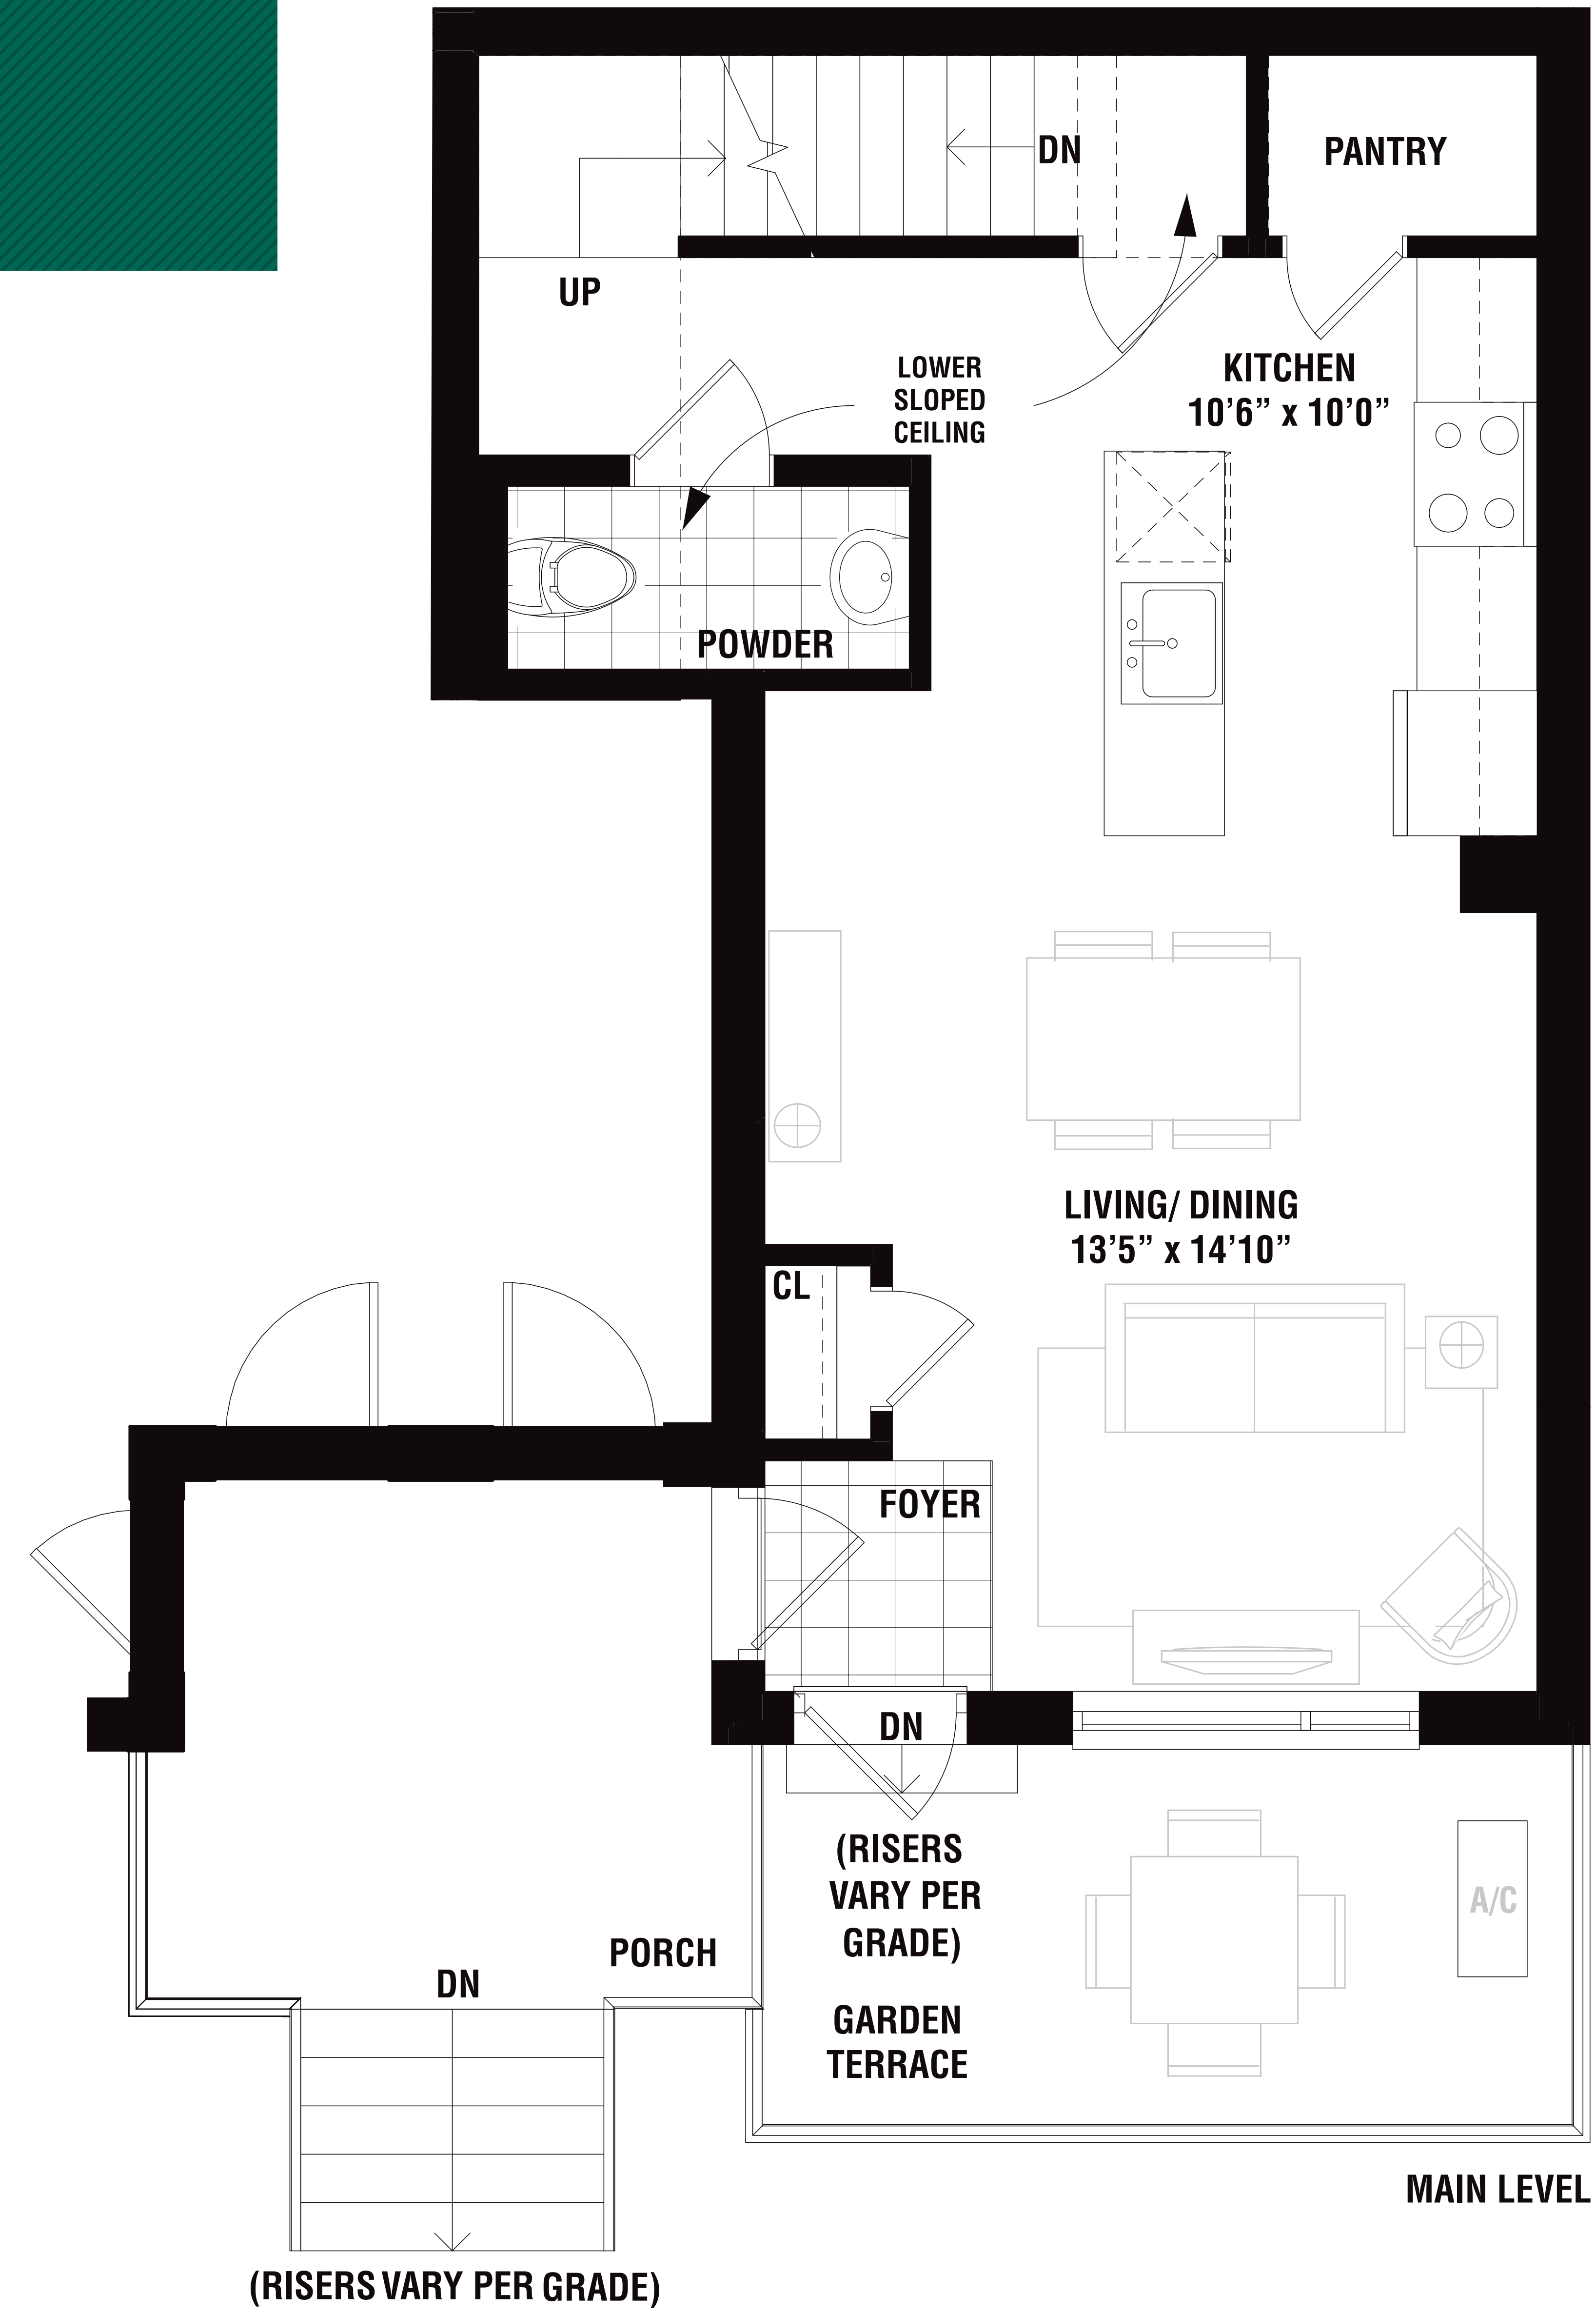 DN
PANTRY
UP
LOWER
SLOPED
CEILING
KITCHEN
10’6” x 10’0”
POWDER
LIVING/ DINING
13’5” x 14’10”
CL
FOYER
DN
(RISERS
VARY PER
GRADE)
A/C
PORCH
DN
GARDEN
TERRACE
MAIN LEVEL
(RISERS VARY PER GRADE)